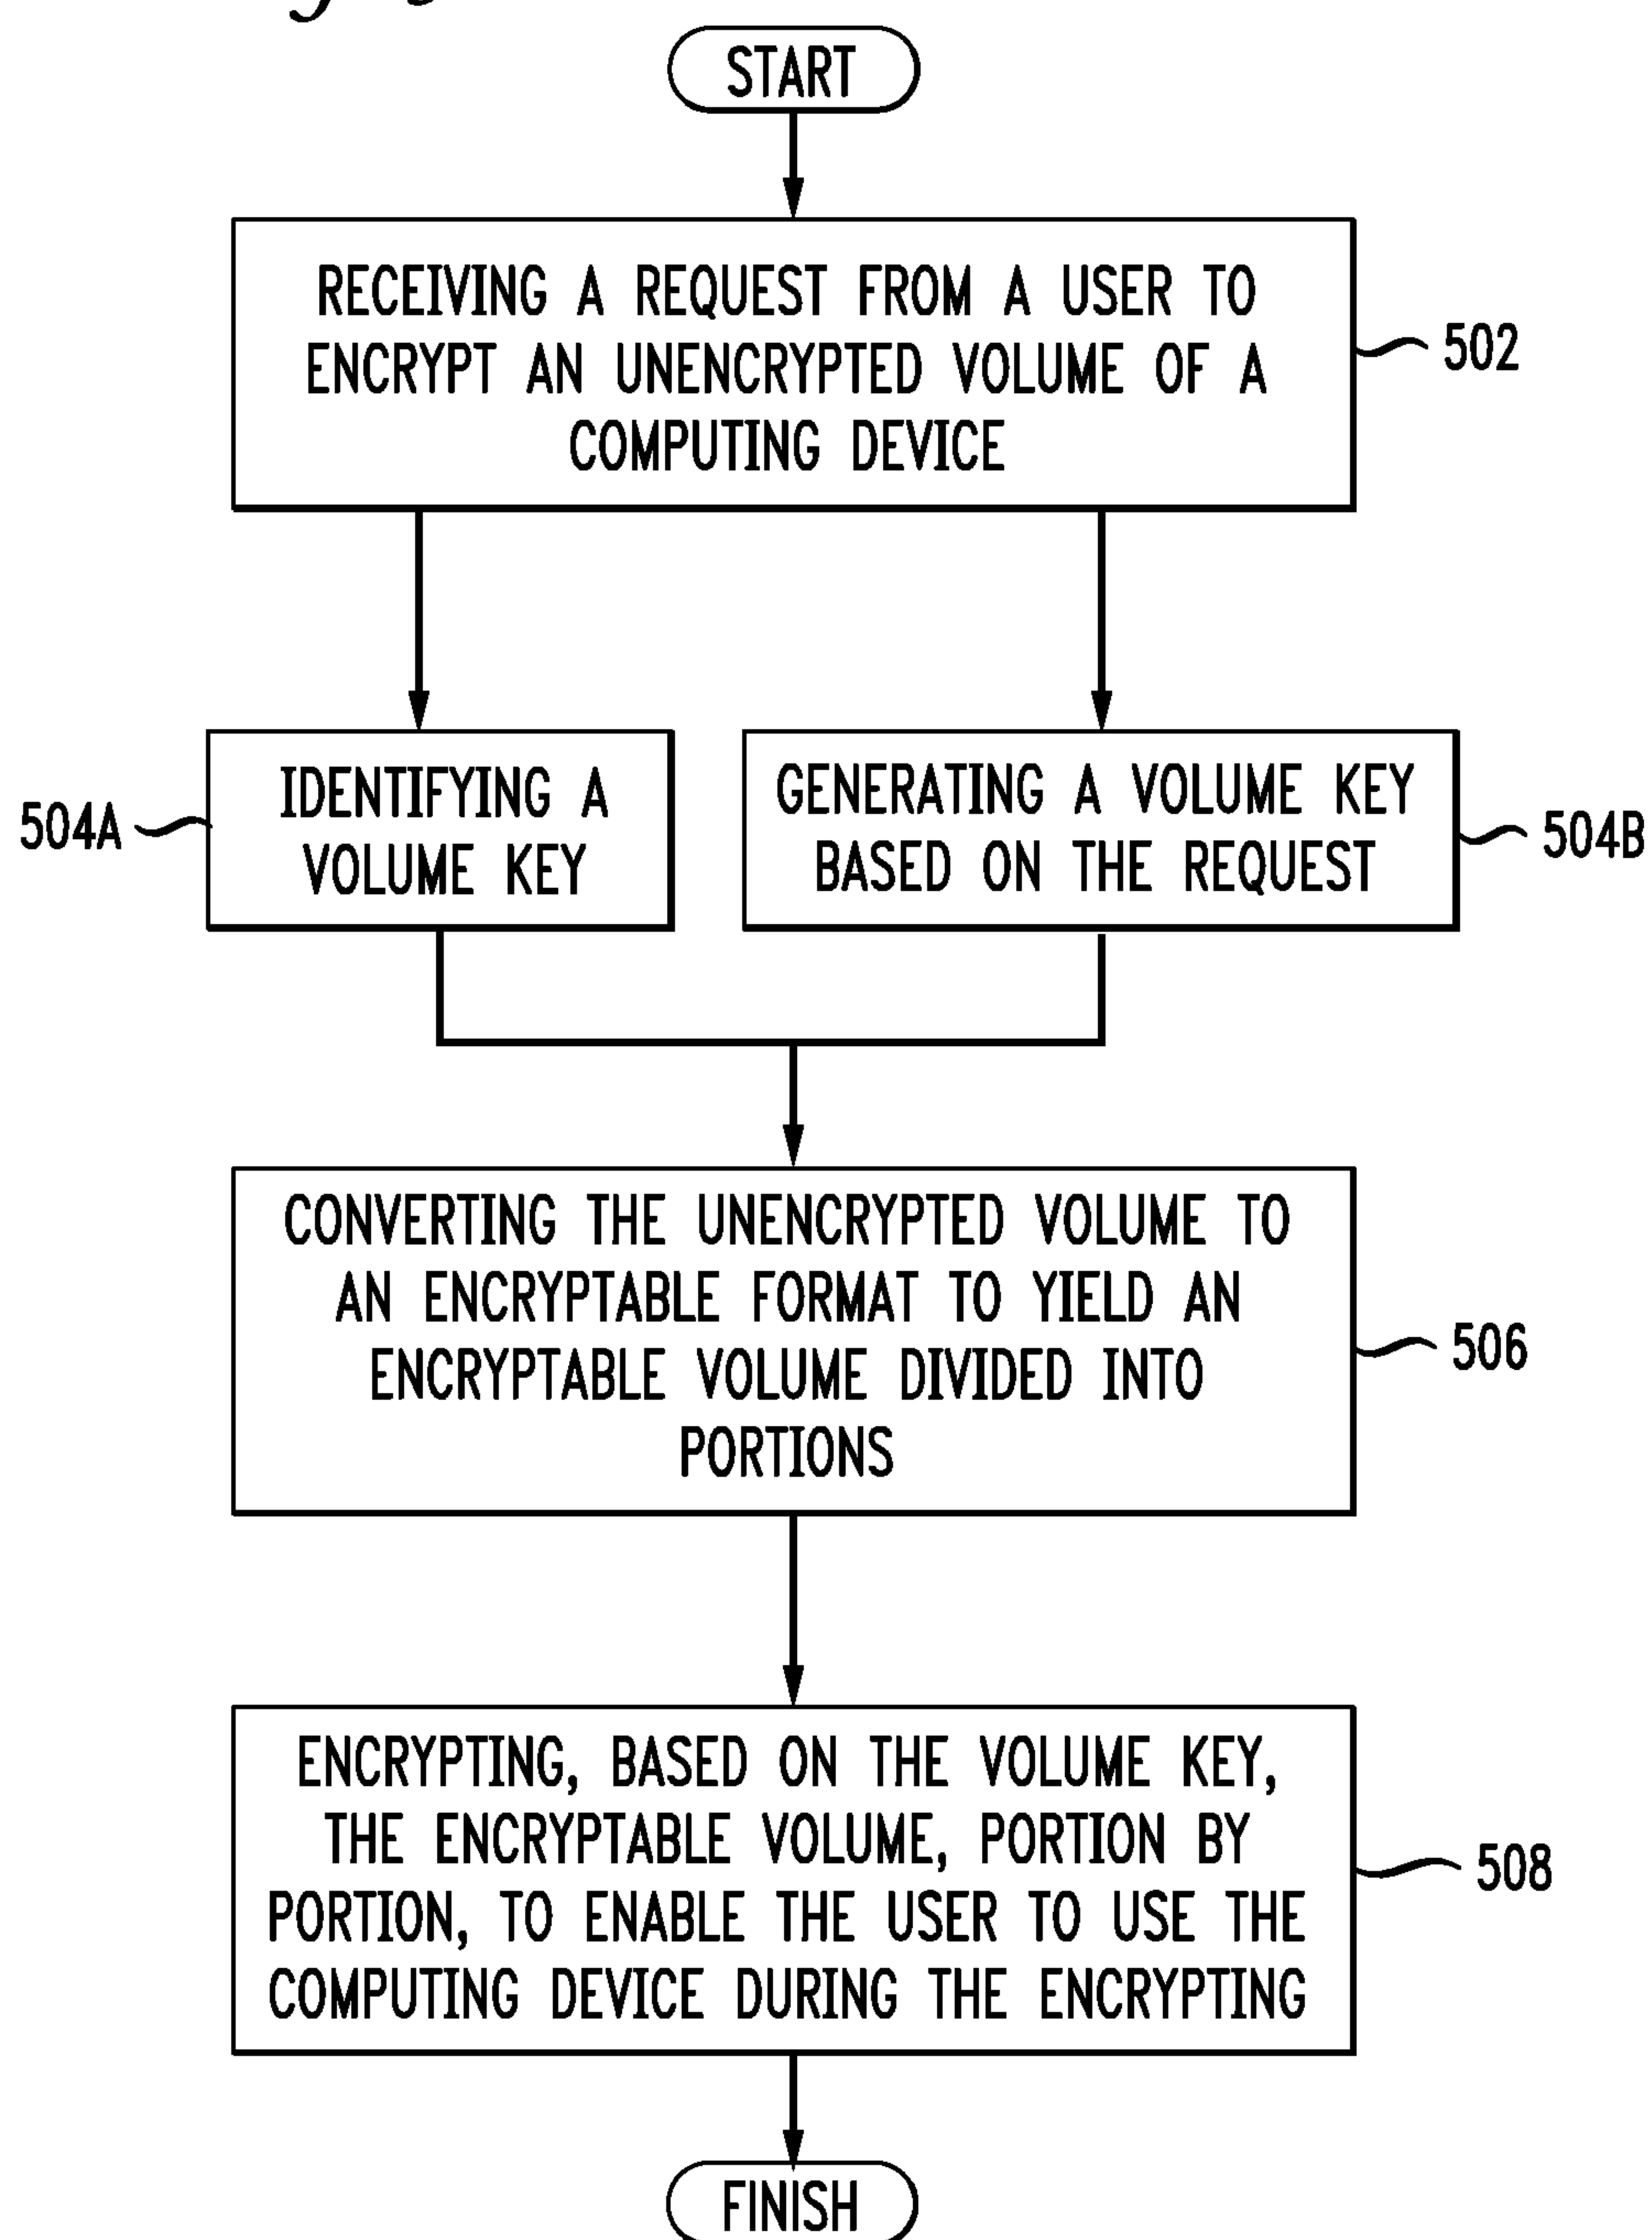 START
RECEIVING A REQUEST FROM A USER TO
ENCRYPT AN UNENCRYPTED VOLUME OF A
COMPUTING DEVICE
502
IDENTIFYING A
VOLUME KEY
504A
GENERATING A VOLUME KEY
BASED ON THE REQUEST
504B
CONVERTING THE UNENCRYPTED VOLUME TO
AN ENCRYPTABLE FORMAT TO YIELD AN
ENCRYPTABLE VOLUME DIVIDED INTO
PORTIONS
506
ENCRYPTING, BASED ON THE VOLUME KEY,
THE ENCRYPTABLE VOLUME, PORTION BY
PORTION, TO ENABLE THE USER TO USE THE
COMPUTING DEVICE DURING THE ENCRYPTING
508
FINISH